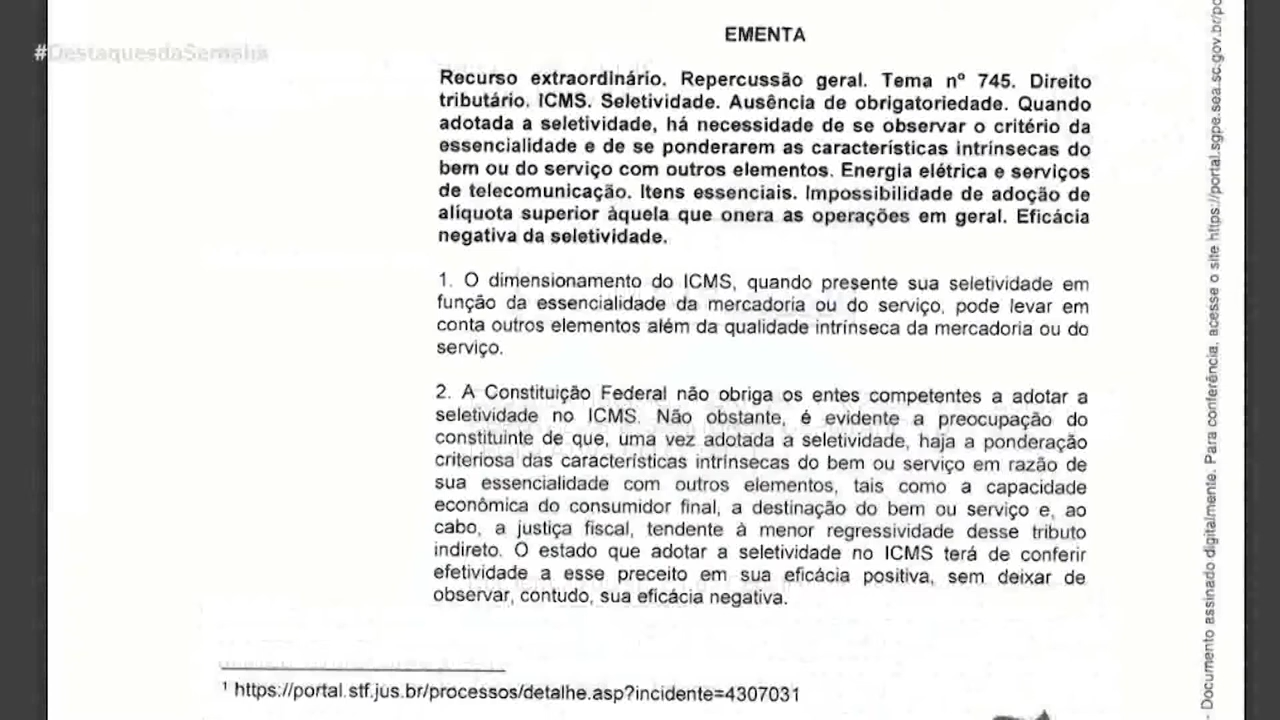 #DestaquesdaSemana
EMENTA
Recurso extraordinário. Repercussão geral. Tema nº 745. Direito
tributário. ICMS. Seletividade. Ausência de obrigatoriedade. Quando
adotada a seletividade, há necessidade de se observar o critério da
essencialidade e de se ponderarem as características intrínsecas do
bem ou do serviço com outros elementos. Energia elétrica e serviços
de telecomunicação. Itens essenciais. Impossibilidade de adoção de
alíquota superior àquela que onera as operações em geral. Eficácia
negativa da seletividade.
1. O dimensionamento do ICMS, quando presente sua seletividade em
função da essencialidade da mercadoria ou do serviço, pode levar em
conta outros elementos além da qualidade intrínseca da mercadoria ou do
serviço.
2. A Constituição Federal não obriga os entes competentes a adotar a
seletividade no ICMS. Não obstante, é evidente a preocupação do
constituinte de que, uma vez adotada a seletividade, haja a ponderação
criteriosa das características intrínsecas do bem ou serviço em razão de
sua essencialidade com outros elementos, tais como a capacidade
econômica do consumidor final, a destinação do bem ou serviço e, ao
cabo, a justiça fiscal, tendente à menor regressividade desse tributo
indireto. O estado que adotar a seletividade no ICMS terá de conferir
efetividade a esse preceito em sua eficácia positiva, sem deixar de
observar, contudo, sua eficácia negativa.
¹ https://portal.stf.jus.br/processos/detalhe.asp?incidente=4307031
- Documento assinado digitalmente. Para conferência, acesse o site https://portal.sgpe.sea.sc.gov.br/po